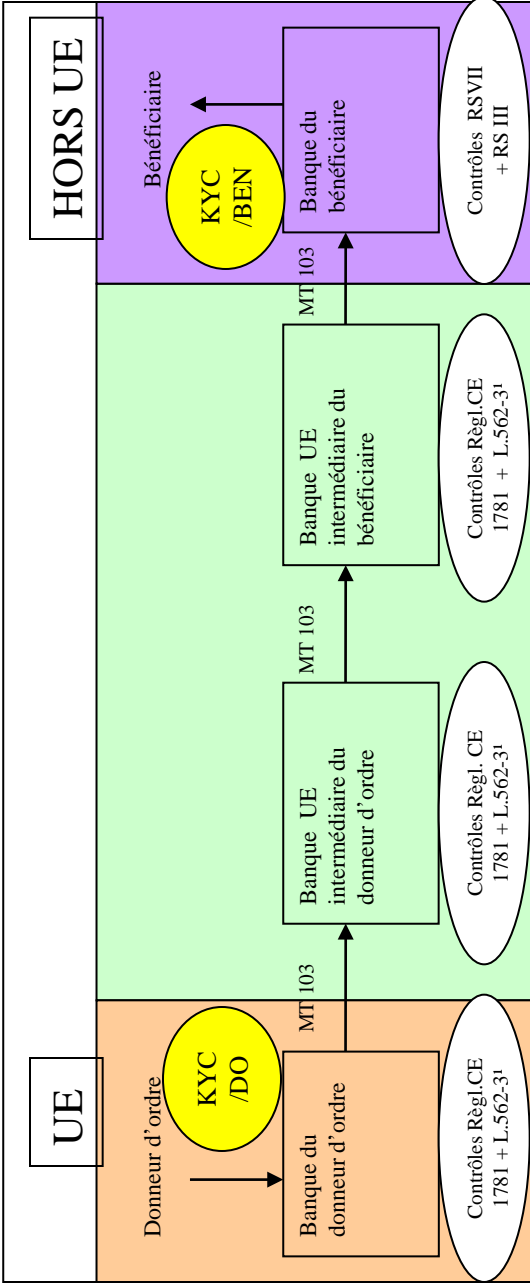 UE
HORS UE
Donneur d'ordre
KYC
/DO
Banque du
donneur d'ordre
Contrôles Règl.CE
1781 + L.562-3¹
MT 103
Banque UE
intermédiaire du
donneur d'ordre
Contrôles Règl. CE
1781 + L.562-3¹
MT 103
Banque UE
intermédiaire du
bénéficiaire
Contrôles Règl.CE
1781 + L.562-3¹
MT 103
Bénéficiaire
KYC
/BEN
Banque du
bénéficiaire
Contrôles RSVII
+ RS III